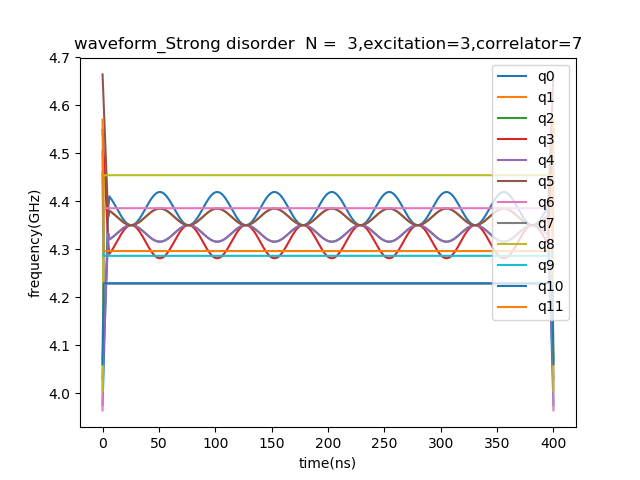 waveform_Strong disorder  N =  3,excitation=3,correlator=7
4.7
4.6
4.5
4.4
4.3
4.2
4.1
4.0
frequency(GHz)
q0
q1
q2
q3
q4
q5
q6
q7
q8
q9
q10
q11
0 50 100 150 200 250 300 350 400
time(ns)